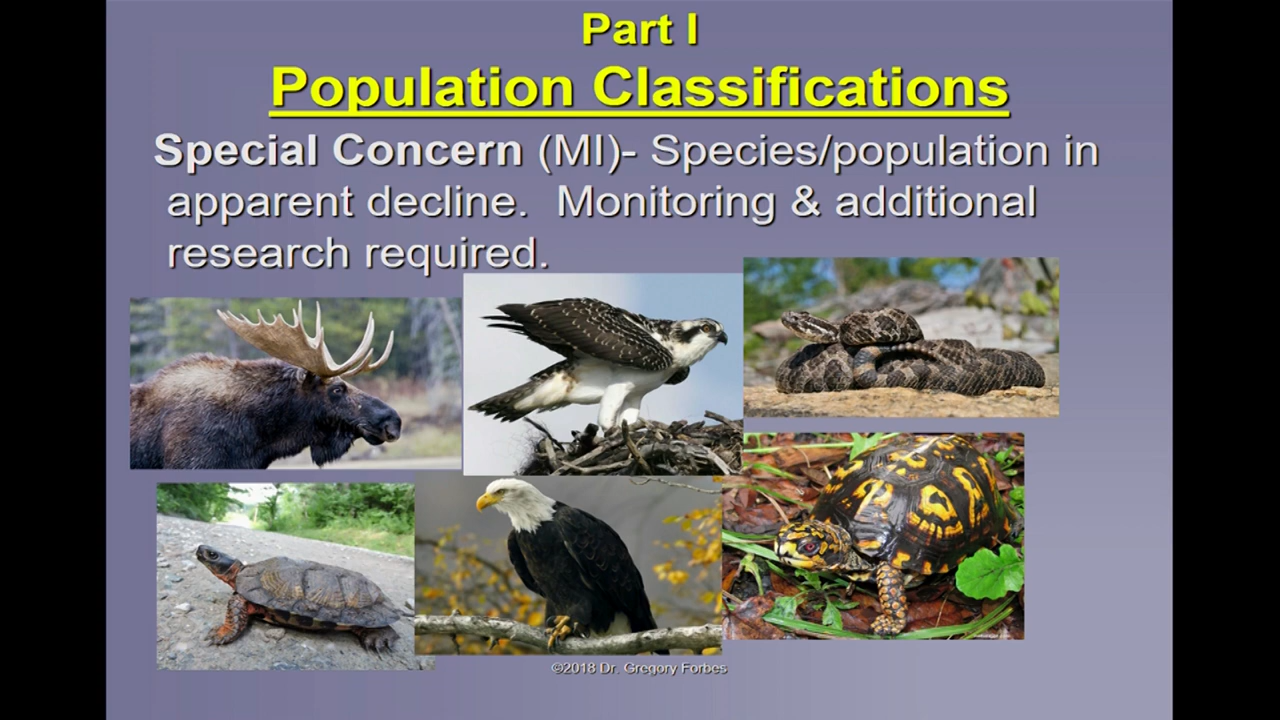 Part I
Population Classifications
Special Concern (MI)- Species/population in
apparent decline.  Monitoring & additional
research required.
©2018 Dr. Gregory Forbes